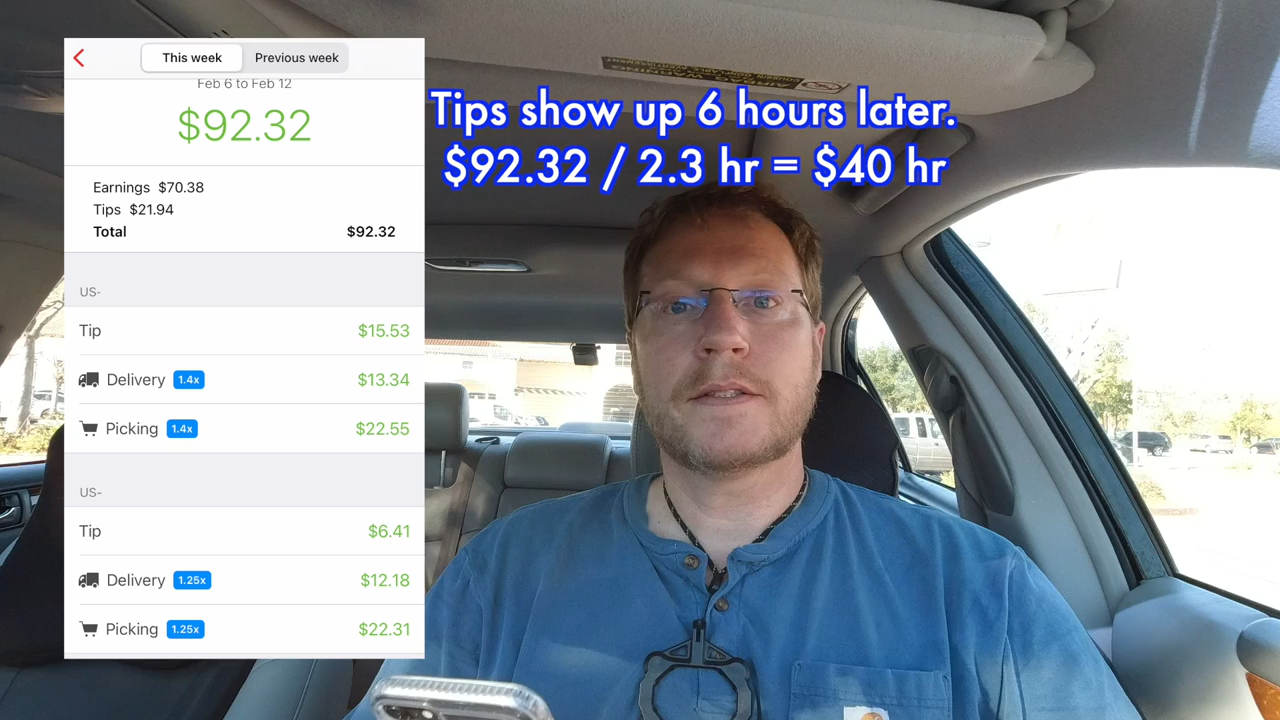 This week
Previous week
Feb 6 to Feb 12
$92.32
Earnings $70.38
Tips $21.94
Total $92.32
US-
Tip $15.53
Delivery 1.4x $13.34
Picking 1.4x $22.55
US-
Tip $6.41
Delivery 1.25x $12.18
Picking 1.25x $22.31
Tips show up 6 hours later.
$92.32 / 2.3 hr = $40 hr
AIRBAG WARNING